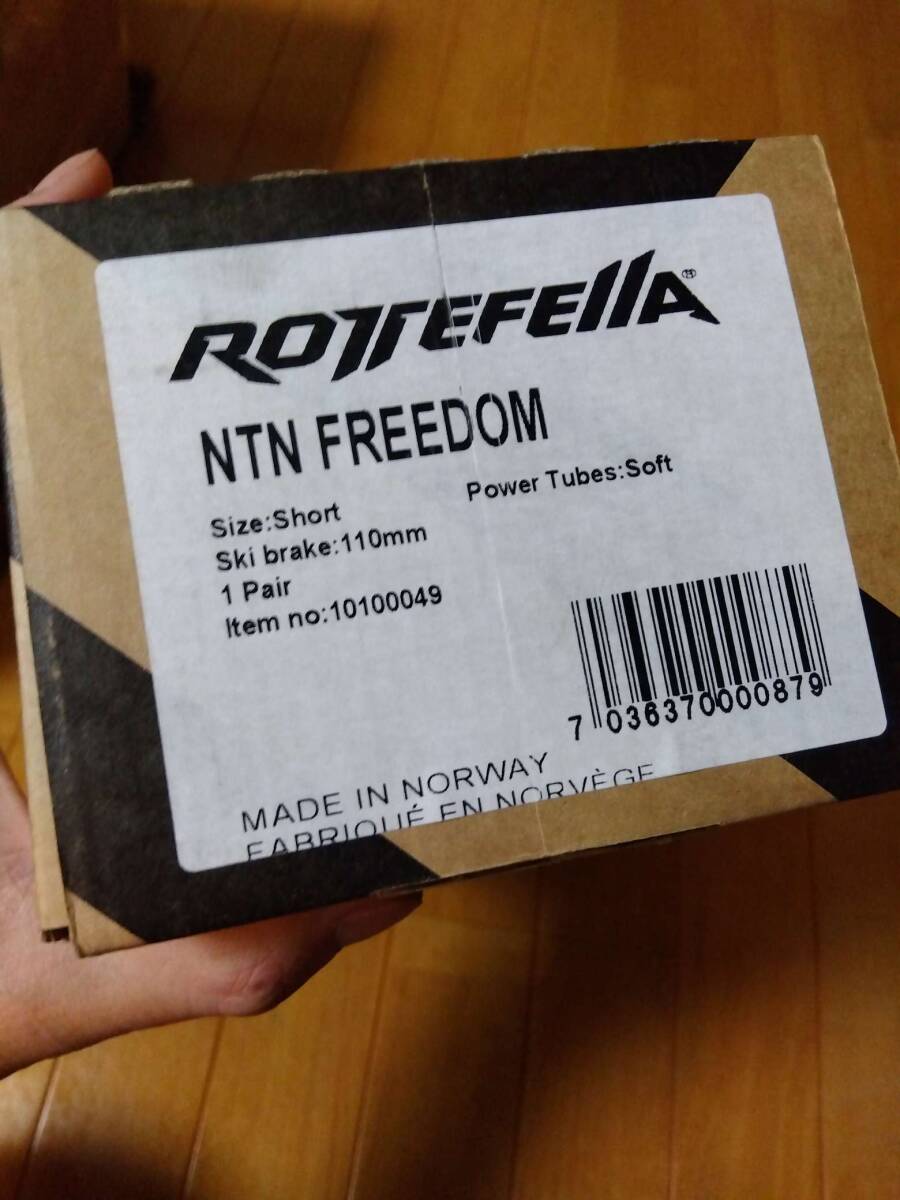 ROTTEFELLA®
NTN FREEDOM
Size:Short Power Tubes:Soft
Ski brake:110mm
1 Pair
Item no:10100049
7 036370000879
MADE IN NORWAY
FABRIQUÉ EN NORVÈGE